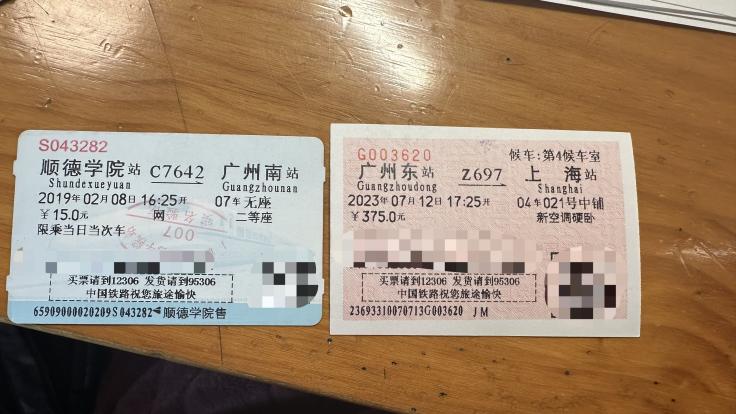 S043282
顺德学院站 C7642 广州南站
Shundexueyuan Guangzhounan
2019年02月08日16:25开 07车无座
￥15.0元 网 二等座
限乘当日当次车
买票请到12306 发货请到95306
中国铁路祝您旅途愉快
65909000020209S043282 顺德学院售
G003620 候车:第4候车室
广州东站 Z697 上海站
Guangzhoudong Shanghai
2023年07月12日17:25开 04车021号中铺
￥375.0元 新空调硬卧
买票请到12306 发货请到95306
中国铁路祝您旅途愉快
23693310070713G003620 JM